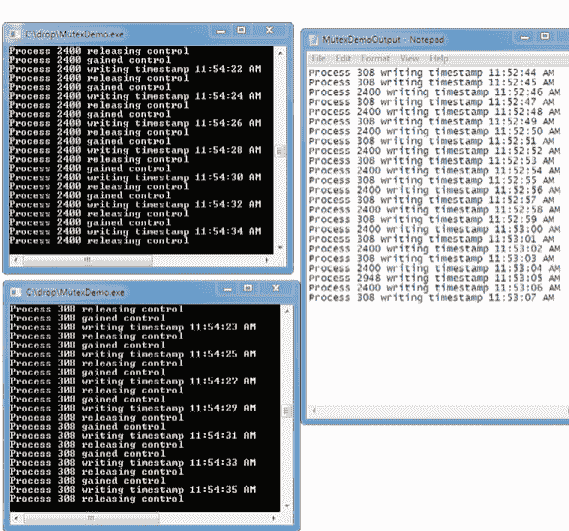 C:\drop\MutexDemo.exe
Process 2400 releasing control
Process 2400 gained control
Process 2400 writing timestamp 11:54:22 AM
Process 2400 releasing control
Process 2400 gained control
Process 2400 writing timestamp 11:54:24 AM
Process 2400 releasing control
Process 2400 gained control
Process 2400 writing timestamp 11:54:26 AM
Process 2400 releasing control
Process 2400 gained control
Process 2400 writing timestamp 11:54:28 AM
Process 2400 releasing control
Process 2400 gained control
Process 2400 writing timestamp 11:54:30 AM
Process 2400 releasing control
Process 2400 gained control
Process 2400 writing timestamp 11:54:32 AM
Process 2400 releasing control
Process 2400 gained control
Process 2400 writing timestamp 11:54:34 AM
Process 2400 releasing control
C:\drop\MutexDemo.exe
Process 308 releasing control
Process 308 gained control
Process 308 writing timestamp 11:54:23 AM
Process 308 releasing control
Process 308 gained control
Process 308 writing timestamp 11:54:25 AM
Process 308 releasing control
Process 308 gained control
Process 308 writing timestamp 11:54:27 AM
Process 308 releasing control
Process 308 gained control
Process 308 writing timestamp 11:54:29 AM
Process 308 releasing control
Process 308 gained control
Process 308 writing timestamp 11:54:31 AM
Process 308 releasing control
Process 308 gained control
Process 308 writing timestamp 11:54:33 AM
Process 308 releasing control
Process 308 gained control
Process 308 writing timestamp 11:54:35 AM
Process 308 releasing control
MutexDemoOutput - Notepad
File Edit Format View Help
Process 308 writing timestamp 11:52:44 AM
Process 308 writing timestamp 11:52:45 AM
Process 2400 writing timestamp 11:52:46 AM
Process 308 writing timestamp 11:52:47 AM
Process 2400 writing timestamp 11:52:48 AM
Process 308 writing timestamp 11:52:49 AM
Process 2400 writing timestamp 11:52:50 AM
Process 308 writing timestamp 11:52:51 AM
Process 2400 writing timestamp 11:52:52 AM
Process 308 writing timestamp 11:52:53 AM
Process 2400 writing timestamp 11:52:54 AM
Process 308 writing timestamp 11:52:55 AM
Process 2400 writing timestamp 11:52:56 AM
Process 308 writing timestamp 11:52:57 AM
Process 2400 writing timestamp 11:52:58 AM
Process 308 writing timestamp 11:52:59 AM
Process 2400 writing timestamp 11:53:00 AM
Process 308 writing timestamp 11:53:01 AM
Process 2400 writing timestamp 11:53:02 AM
Process 308 writing timestamp 11:53:03 AM
Process 2400 writing timestamp 11:53:04 AM
Process 2948 writing timestamp 11:53:05 AM
Process 2400 writing timestamp 11:53:06 AM
Process 308 writing timestamp 11:53:07 AM